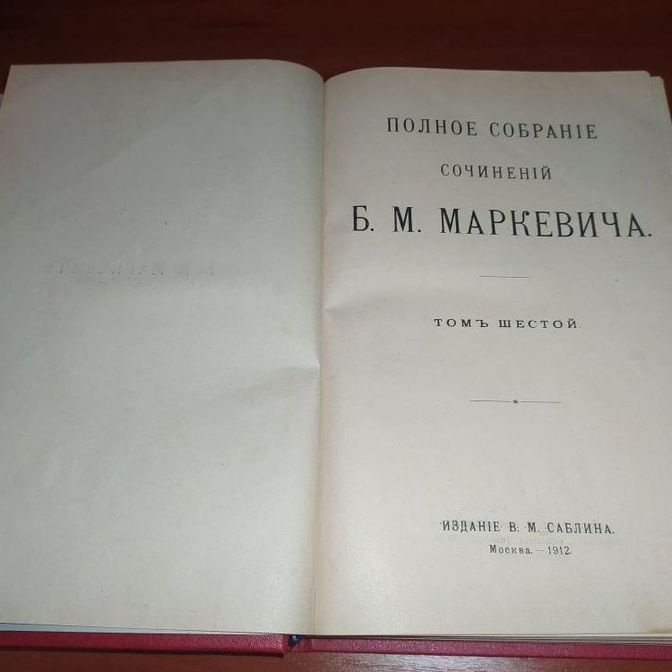 ПОЛНОЕ СОБРАНІЕ
СОЧИНЕНІЙ
Б. М. МАРКЕВИЧА.
ТОМЪ ШЕСТОЙ.
ИЗДАНІЕ В. М. САБЛИНА.
Москва.—1912.